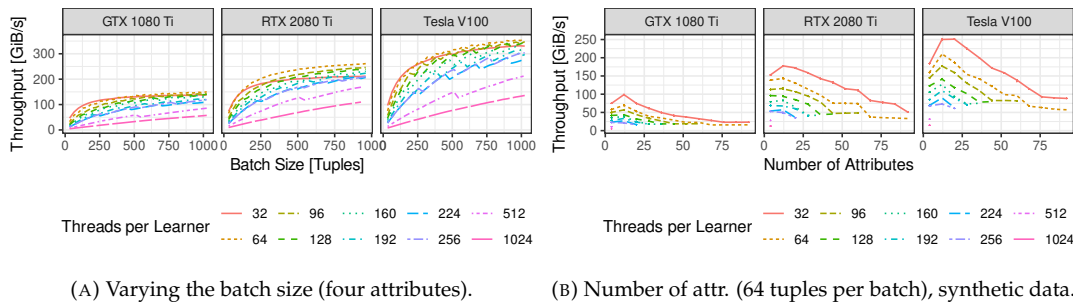 GTX 1080 Ti RTX 2080 Ti Tesla V100
Throughput [GiB/s]
300
200
100
0
0 250 500 750 1000 0 250 500 750 1000 0 250 500 750 1000
Batch Size [Tuples]
Threads per Learner
32 96 160 224 512
64 128 192 256 1024
(A) Varying the batch size (four attributes).
GTX 1080 Ti RTX 2080 Ti Tesla V100
Throughput [GiB/s]
250
200
150
100
50
0
0 25 50 75 0 25 50 75 0 25 50 75
Number of Attributes
Threads per Learner
32 96 160 224 512
64 128 192 256 1024
(B) Number of attr. (64 tuples per batch), synthetic data.